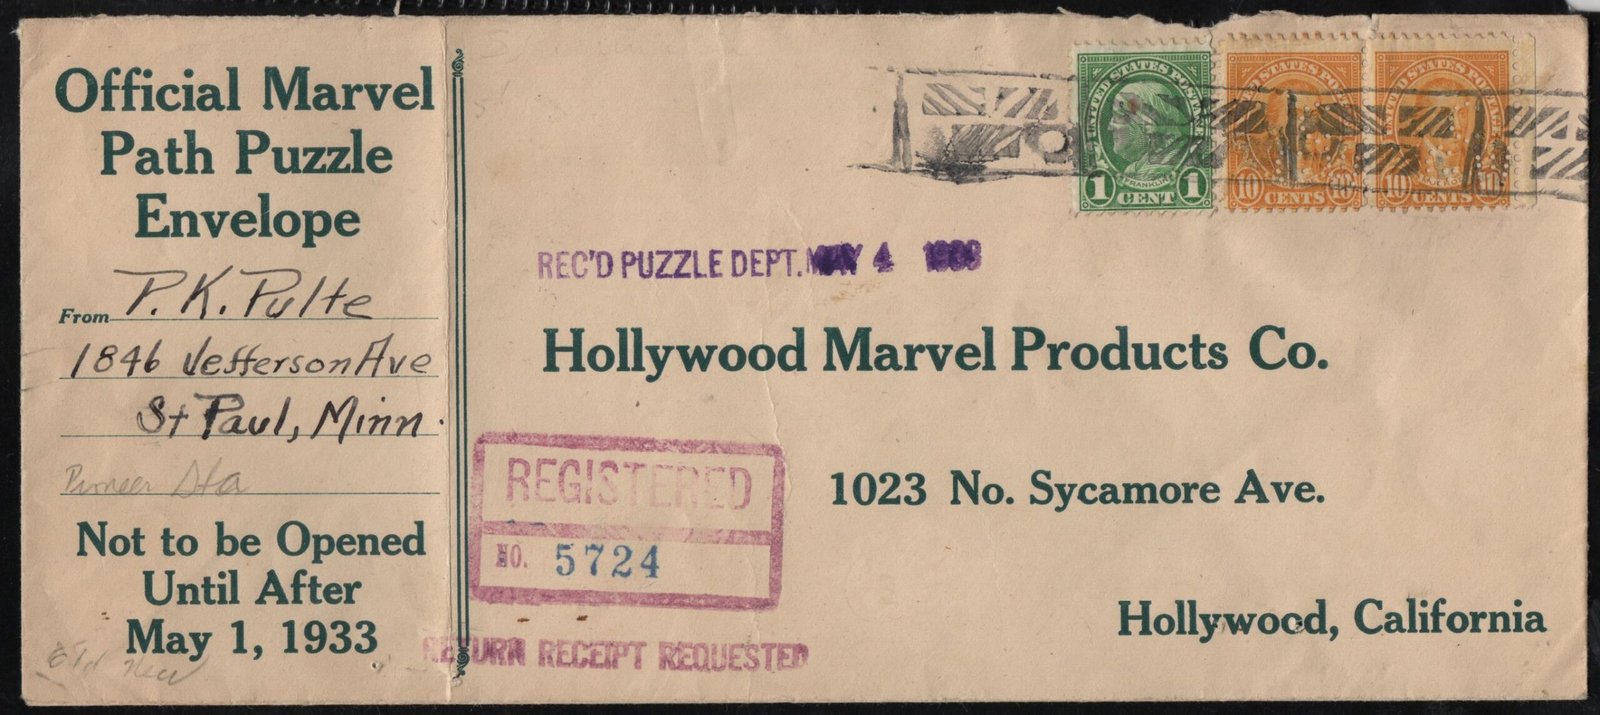 Official Marvel
Path Puzzle
Envelope
From P. K. Pulte
1846 Jefferson Ave
St Paul, Minn.
Pioneer Sta
Not to be Opened
Until After
May 1, 1933
UNITED STATES POSTAGE
FRANKLIN
1 CENT 1
10 CENTS 10
10 CENTS 10
REC'D PUZZLE DEPT. MAY 4 1933
Hollywood Marvel Products Co.
1023 No. Sycamore Ave.
Hollywood, California
REGISTERED
NO. 5724
RETURN RECEIPT REQUESTED